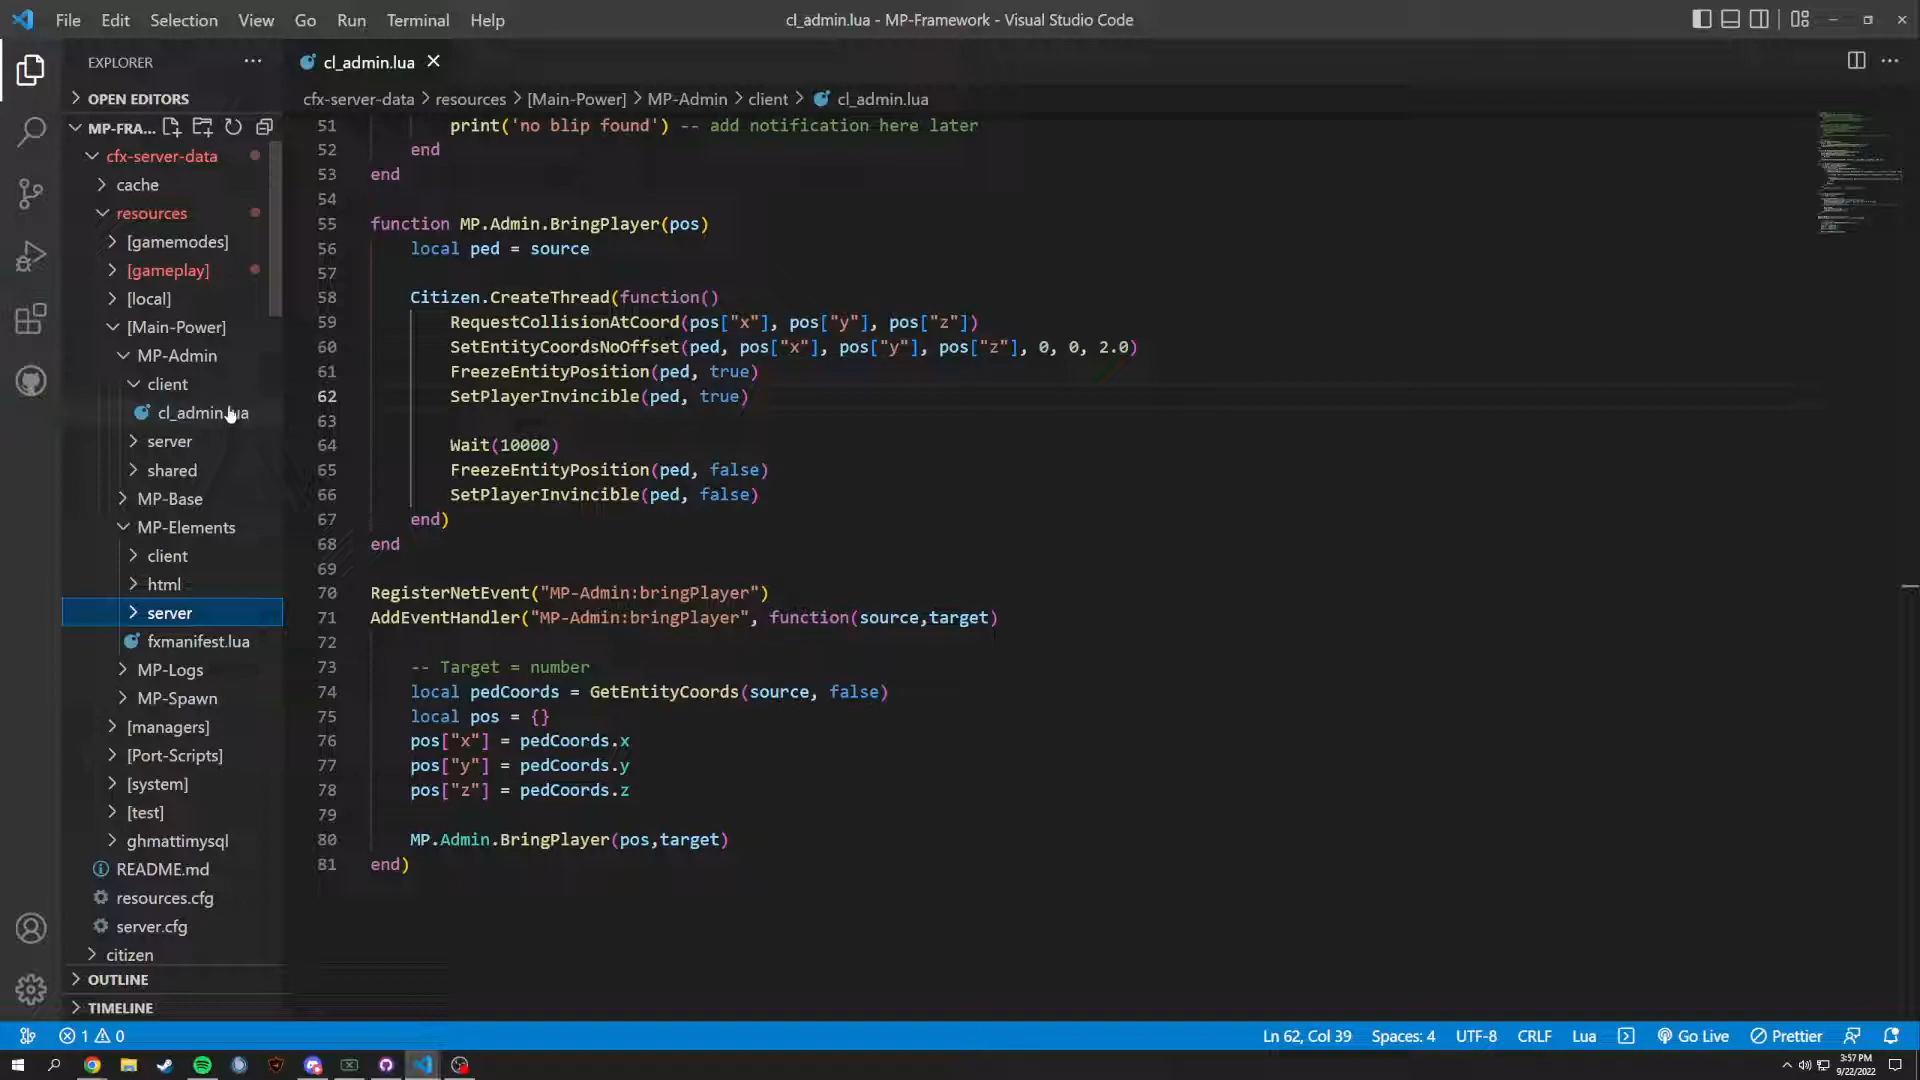 File Edit Selection View Go Run Terminal Help
cl_admin.lua - MP-Framework - Visual Studio Code
EXPLORER
OPEN EDITORS
MP-FRA...
cfx-server-data
cache
resources
[gamemodes]
[gameplay]
[local]
[Main-Power]
MP-Admin
client
cl_admin.lua
server
shared
MP-Base
MP-Elements
client
html
server
fxmanifest.lua
MP-Logs
MP-Spawn
[managers]
[Port-Scripts]
[system]
[test]
ghmattimysql
README.md
resources.cfg
server.cfg
citizen
OUTLINE
TIMELINE
cl_admin.lua
cfx-server-data > resources > [Main-Power] > MP-Admin > client > cl_admin.lua
51 print('no blip found') -- add notification here later
52 end
53 end
54
55 function MP.Admin.BringPlayer(pos)
56 local ped = source
57
58 Citizen.CreateThread(function()
59 RequestCollisionAtCoord(pos["x"], pos["y"], pos["z"])
60 SetEntityCoordsNoOffset(ped, pos["x"], pos["y"], pos["z"], 0, 0, 2.0)
61 FreezeEntityPosition(ped, true)
62 SetPlayerInvincible(ped, true)
63
64 Wait(10000)
65 FreezeEntityPosition(ped, false)
66 SetPlayerInvincible(ped, false)
67 end)
68 end
69
70 RegisterNetEvent("MP-Admin:bringPlayer")
71 AddEventHandler("MP-Admin:bringPlayer", function(source,target)
72
73 -- Target = number
74 local pedCoords = GetEntityCoords(source, false)
75 local pos = {}
76 pos["x"] = pedCoords.x
77 pos["y"] = pedCoords.y
78 pos["z"] = pedCoords.z
79
80 MP.Admin.BringPlayer(pos,target)
81 end)
1 0
Ln 62, Col 39 Spaces: 4 UTF-8 CRLF Lua Go Live Prettier
3:57 PM
9/22/2022